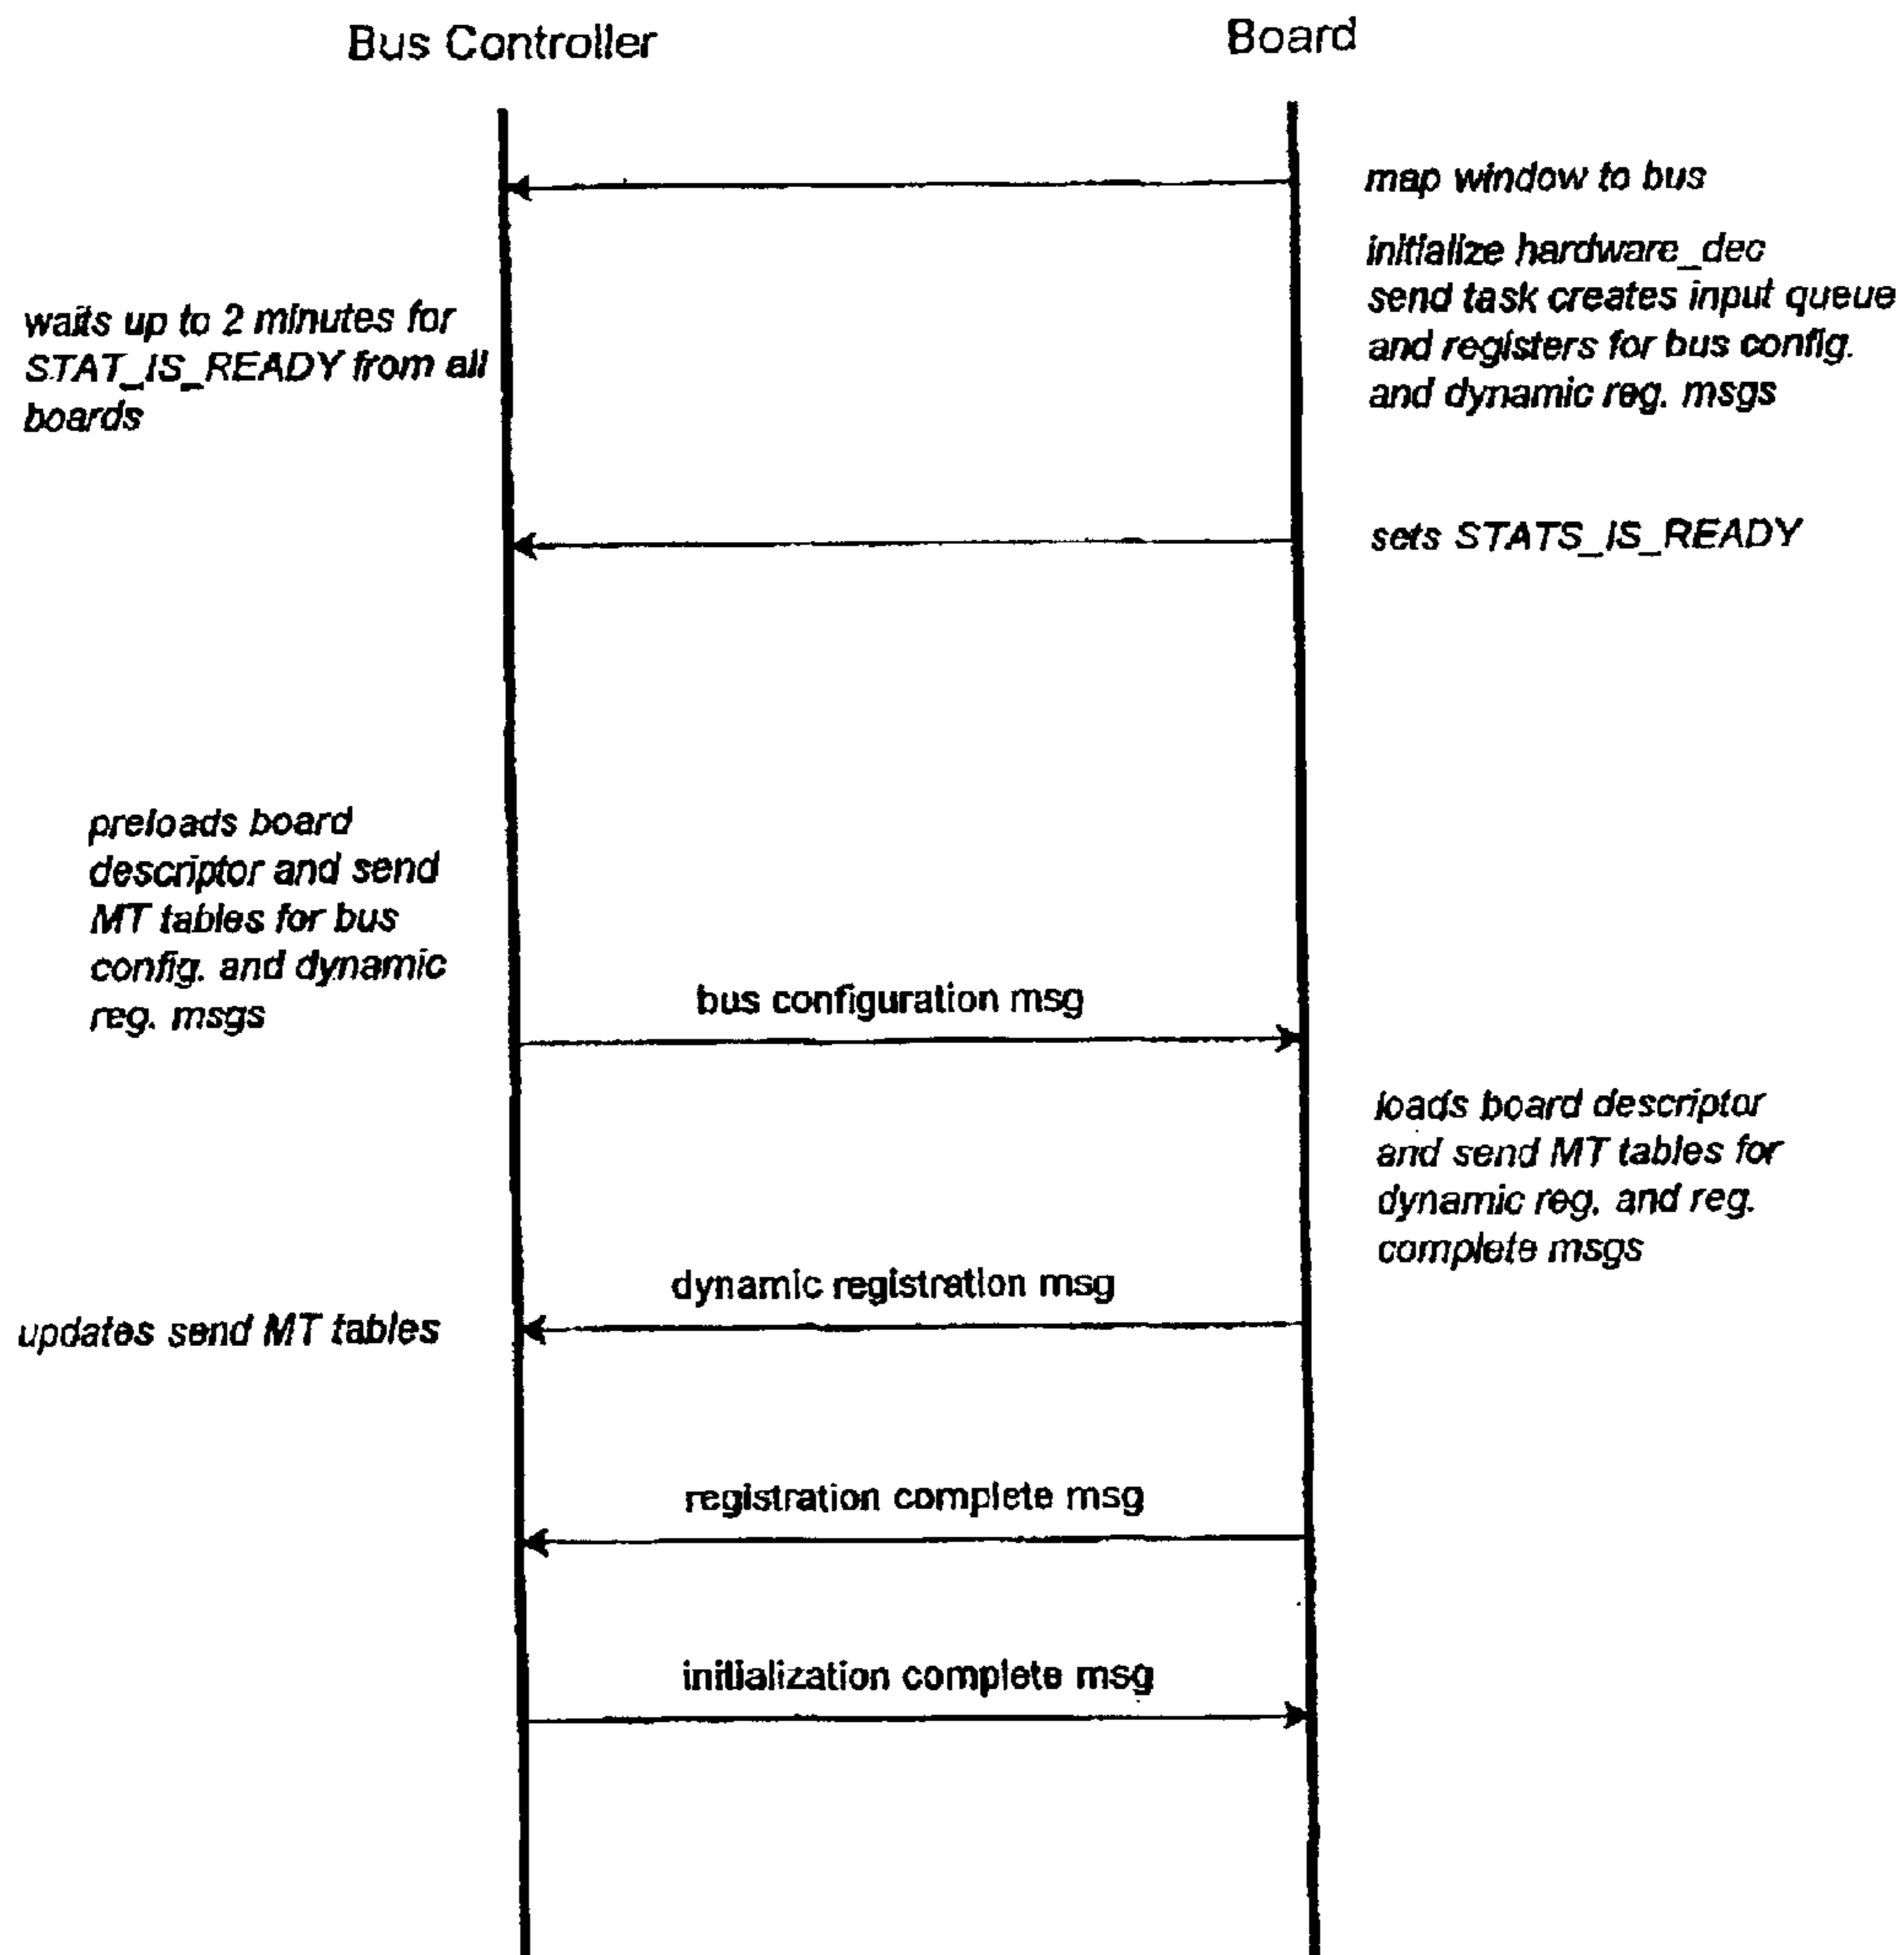 Bus Controller
Board
map window to bus
initialize hardware_dec
send task creates input queue
and registers for bus config.
and dynamic reg. msgs
waits up to 2 minutes for
STAT_IS_READY from all
boards
sets STATS_IS_READY
preloads board
descriptor and send
MT tables for bus
config. and dynamic
reg. msgs
bus configuration msg
loads board descriptor
and send MT tables for
dynamic reg. and reg.
complete msgs
dynamic registration msg
updates send MT tables
registration complete msg
initialization complete msg